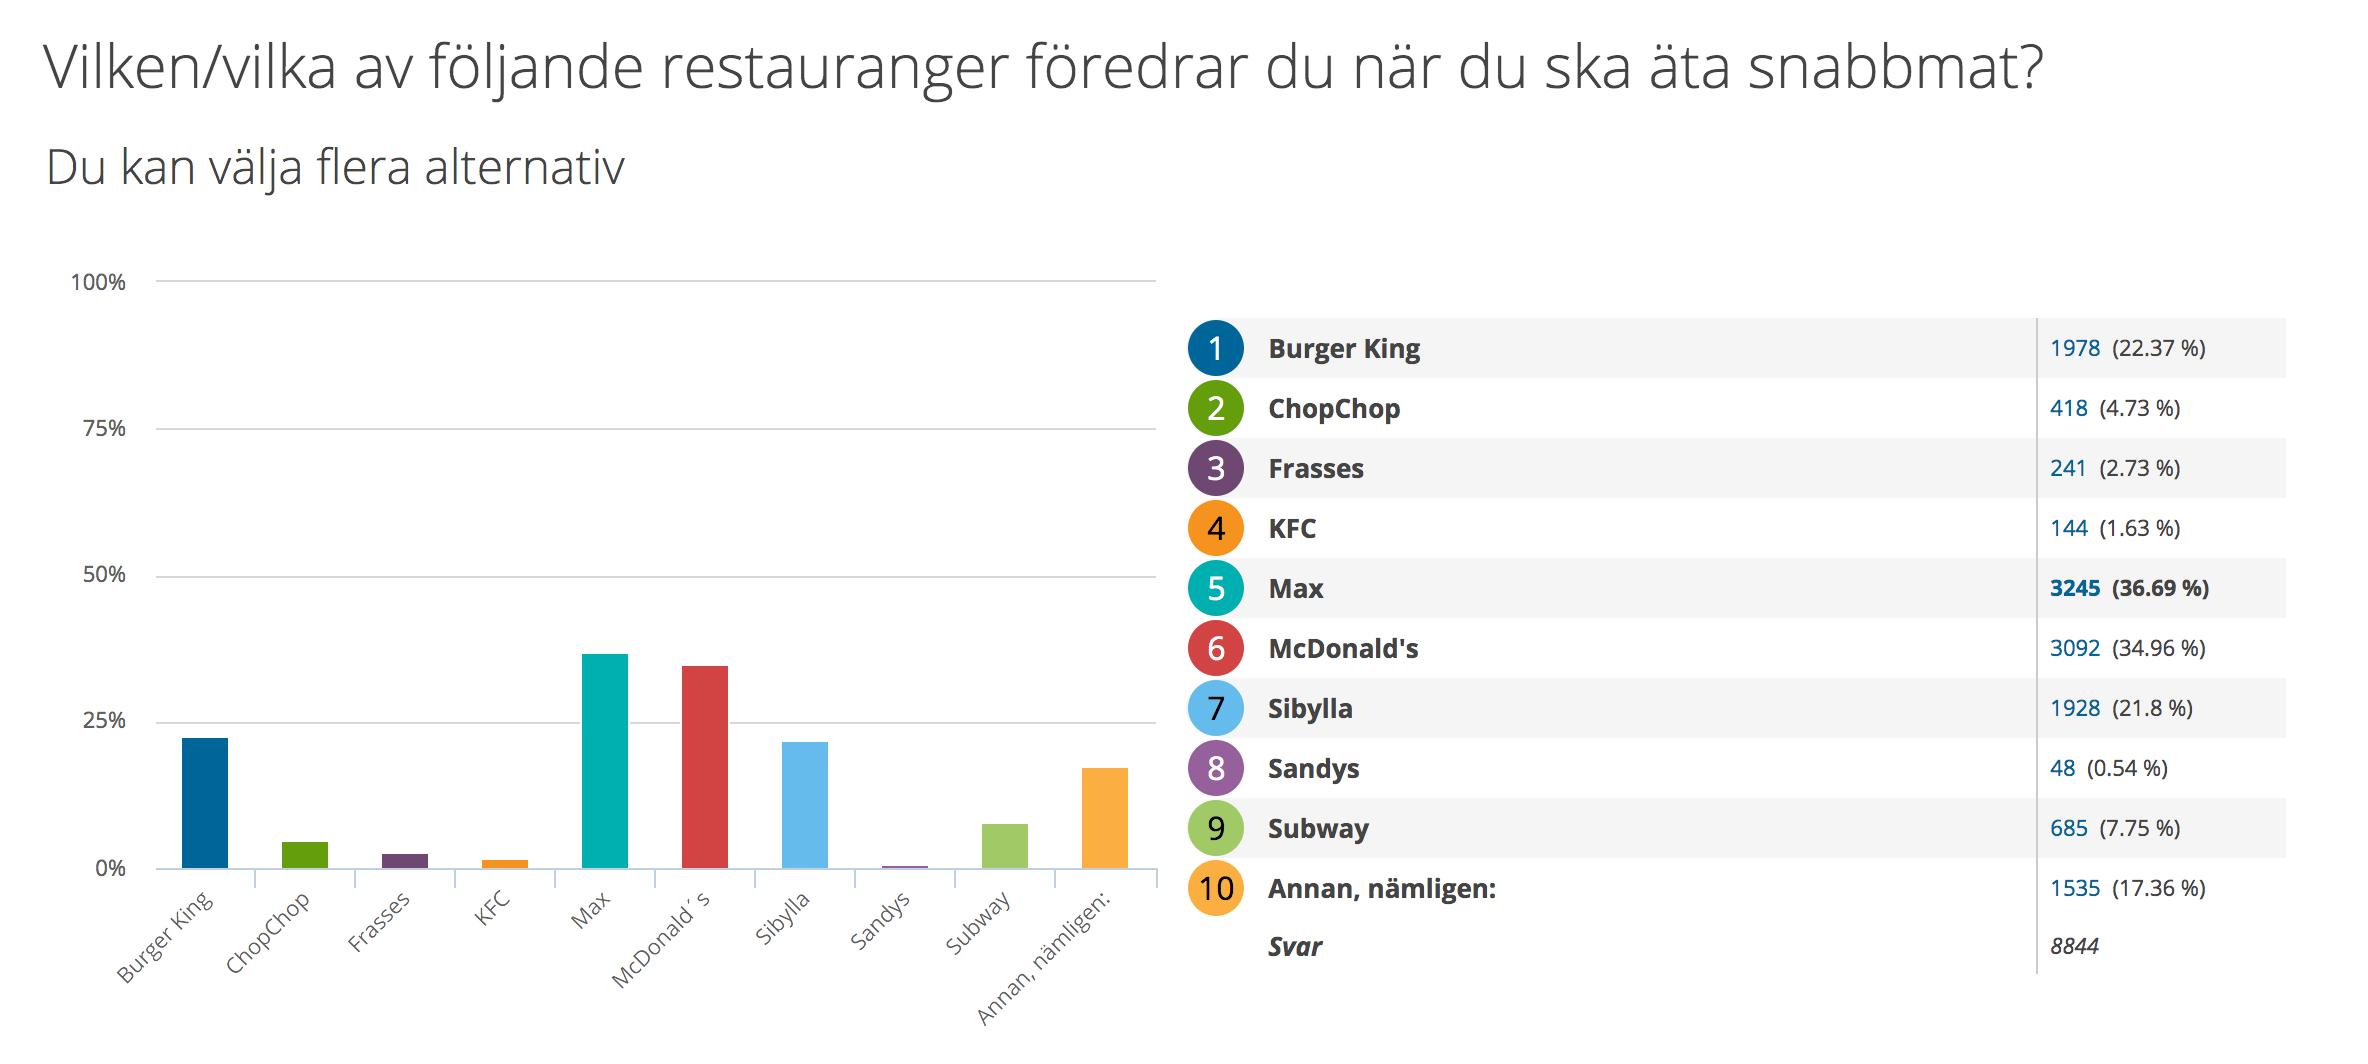 Vilken/vilka av följande restauranger föredrar du när du ska äta snabbmat?
Du kan välja flera alternativ
100%
75%
50%
25%
0%
Burger King
ChopChop
Frasses
KFC
Max
McDonald´s
Sibylla
Sandys
Subway
Annan, nämligen:
1 Burger King 1978 (22.37 %)
2 ChopChop 418 (4.73 %)
3 Frasses 241 (2.73 %)
4 KFC 144 (1.63 %)
5 Max 3245 (36.69 %)
6 McDonald's 3092 (34.96 %)
7 Sibylla 1928 (21.8 %)
8 Sandys 48 (0.54 %)
9 Subway 685 (7.75 %)
10 Annan, nämligen: 1535 (17.36 %)
Svar 8844